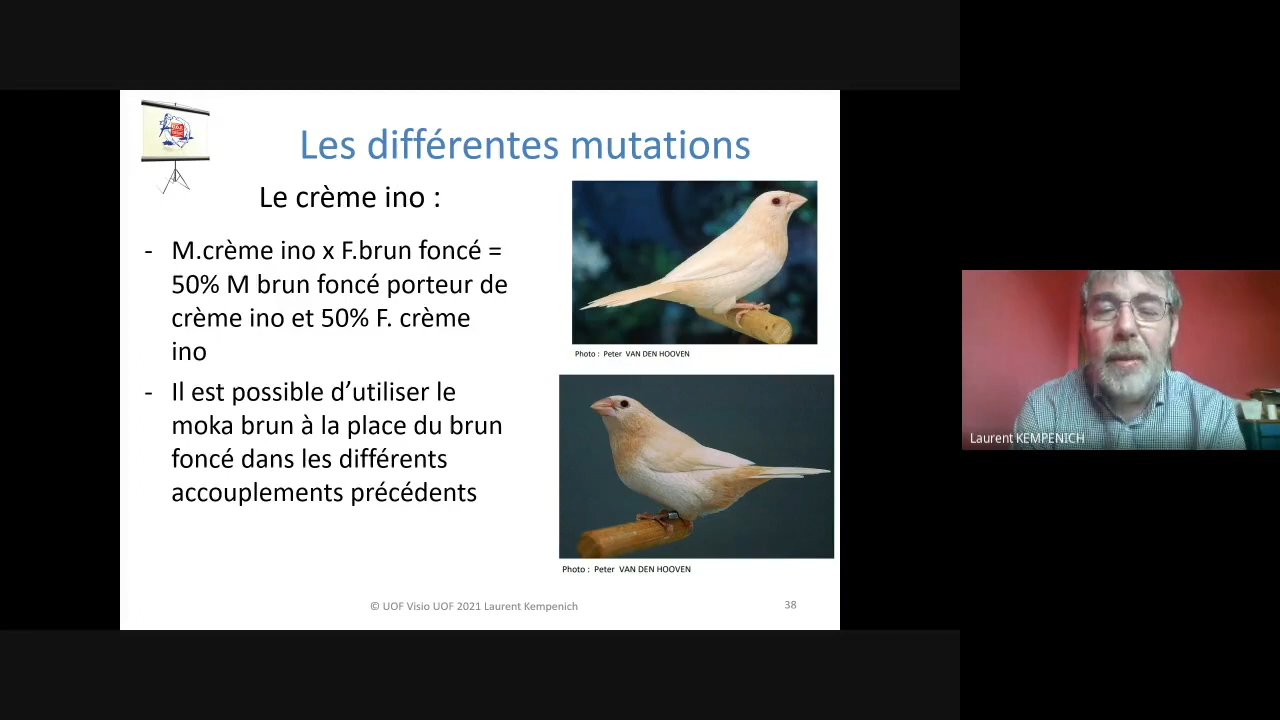 Les différentes mutations
Le crème ino :
- M.crème ino x F.brun foncé =
50% M brun foncé porteur de
crème ino et 50% F. crème
ino
- Il est possible d’utiliser le
moka brun à la place du brun
foncé dans les différents
accouplements précédents
Photo : Peter VAN DEN HOOVEN
Photo : Peter VAN DEN HOOVEN
© UOF Visio UOF 2021 Laurent Kempenich
38
Laurent KEMPENICH